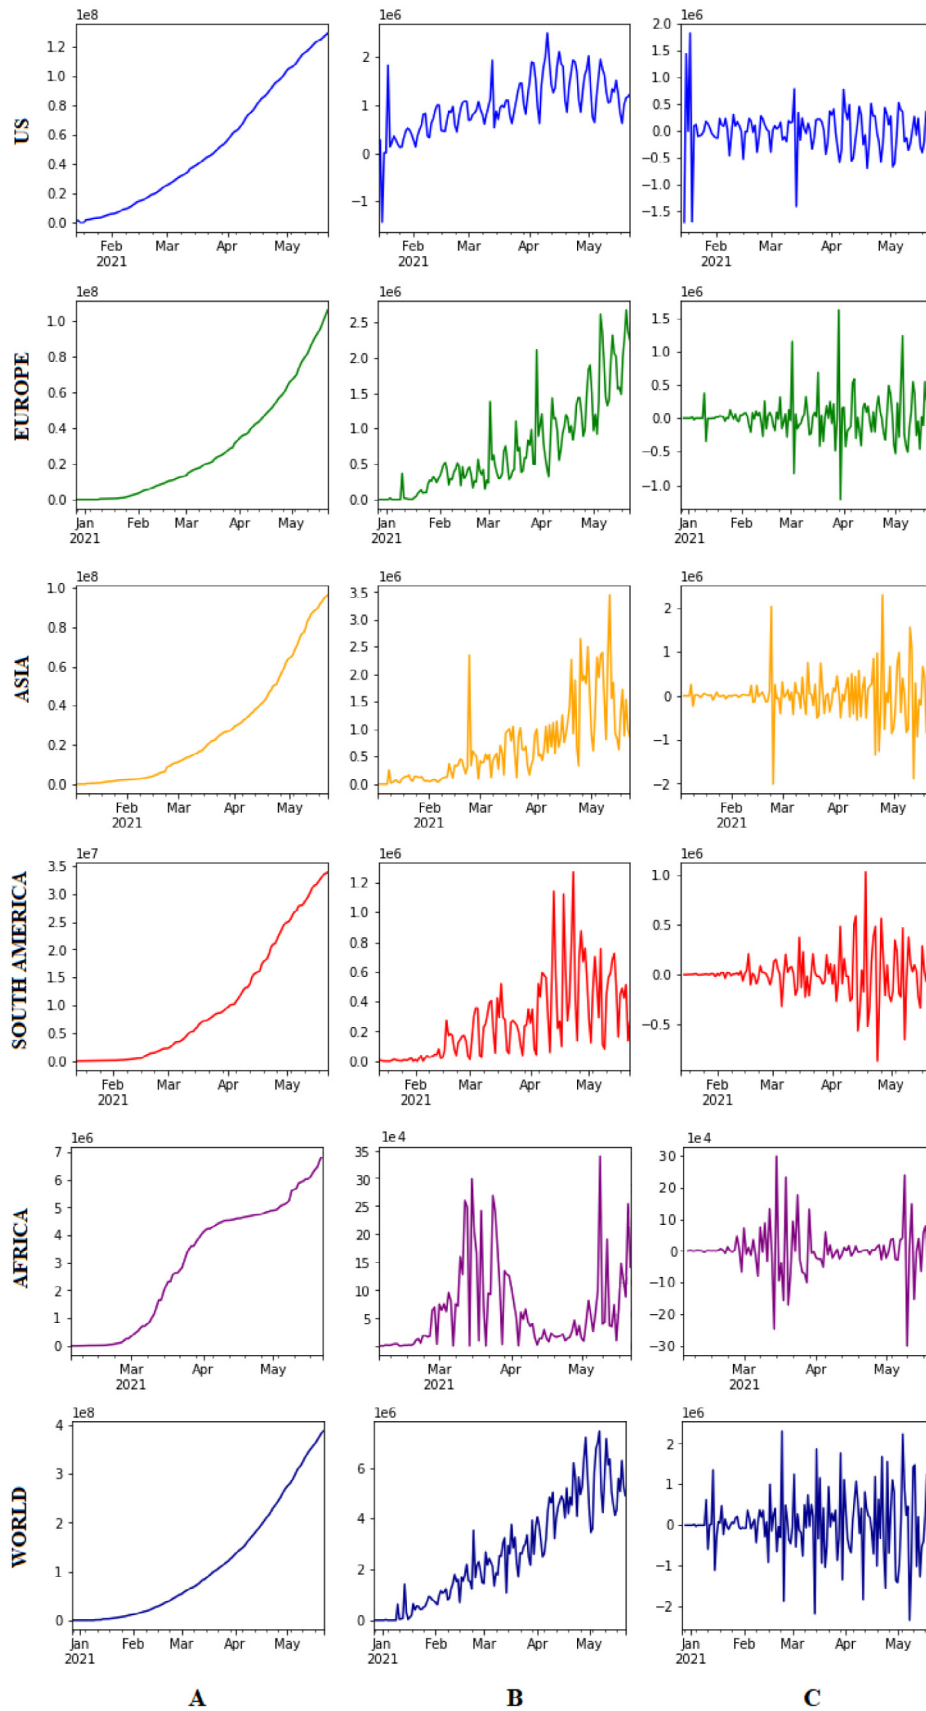 US
1e8
1.2
1.0
0.8
0.6
0.4
0.2
0.0
Feb
2021
Mar
Apr
May
1e6
2
1
0
−1
Feb
2021
Mar
Apr
May
1e6
2.0
1.5
1.0
0.5
0.0
−0.5
−1.0
−1.5
Feb
2021
Mar
Apr
May
EUROPE
1e8
1.0
0.8
0.6
0.4
0.2
0.0
Jan
2021
Feb
Mar
Apr
May
1e6
2.5
2.0
1.5
1.0
0.5
0.0
Jan
2021
Feb
Mar
Apr
May
1e6
1.5
1.0
0.5
0.0
−0.5
−1.0
Jan
2021
Feb
Mar
Apr
May
ASIA
1e8
1.0
0.8
0.6
0.4
0.2
0.0
Feb
2021
Mar
Apr
May
1e6
3.5
3.0
2.5
2.0
1.5
1.0
0.5
0.0
Feb
2021
Mar
Apr
May
1e6
2
1
0
−1
−2
Feb
2021
Mar
Apr
May
SOUTH AMERICA
1e7
3.5
3.0
2.5
2.0
1.5
1.0
0.5
0.0
Feb
2021
Mar
Apr
May
1e6
1.2
1.0
0.8
0.6
0.4
0.2
0.0
Feb
2021
Mar
Apr
May
1e6
1.0
0.5
0.0
−0.5
Feb
2021
Mar
Apr
May
AFRICA
1e6
7
6
5
4
3
2
1
0
Mar
2021
Apr
May
1e4
35
30
25
20
15
10
5
Mar
2021
Apr
May
1e4
30
20
10
0
−10
−20
−30
Mar
2021
Apr
May
WORLD
1e8
4
3
2
1
0
Jan
2021
Feb
Mar
Apr
May
1e6
6
4
2
0
Jan
2021
Feb
Mar
Apr
May
1e6
2
1
0
−1
−2
Jan
2021
Feb
Mar
Apr
May
A
B
C